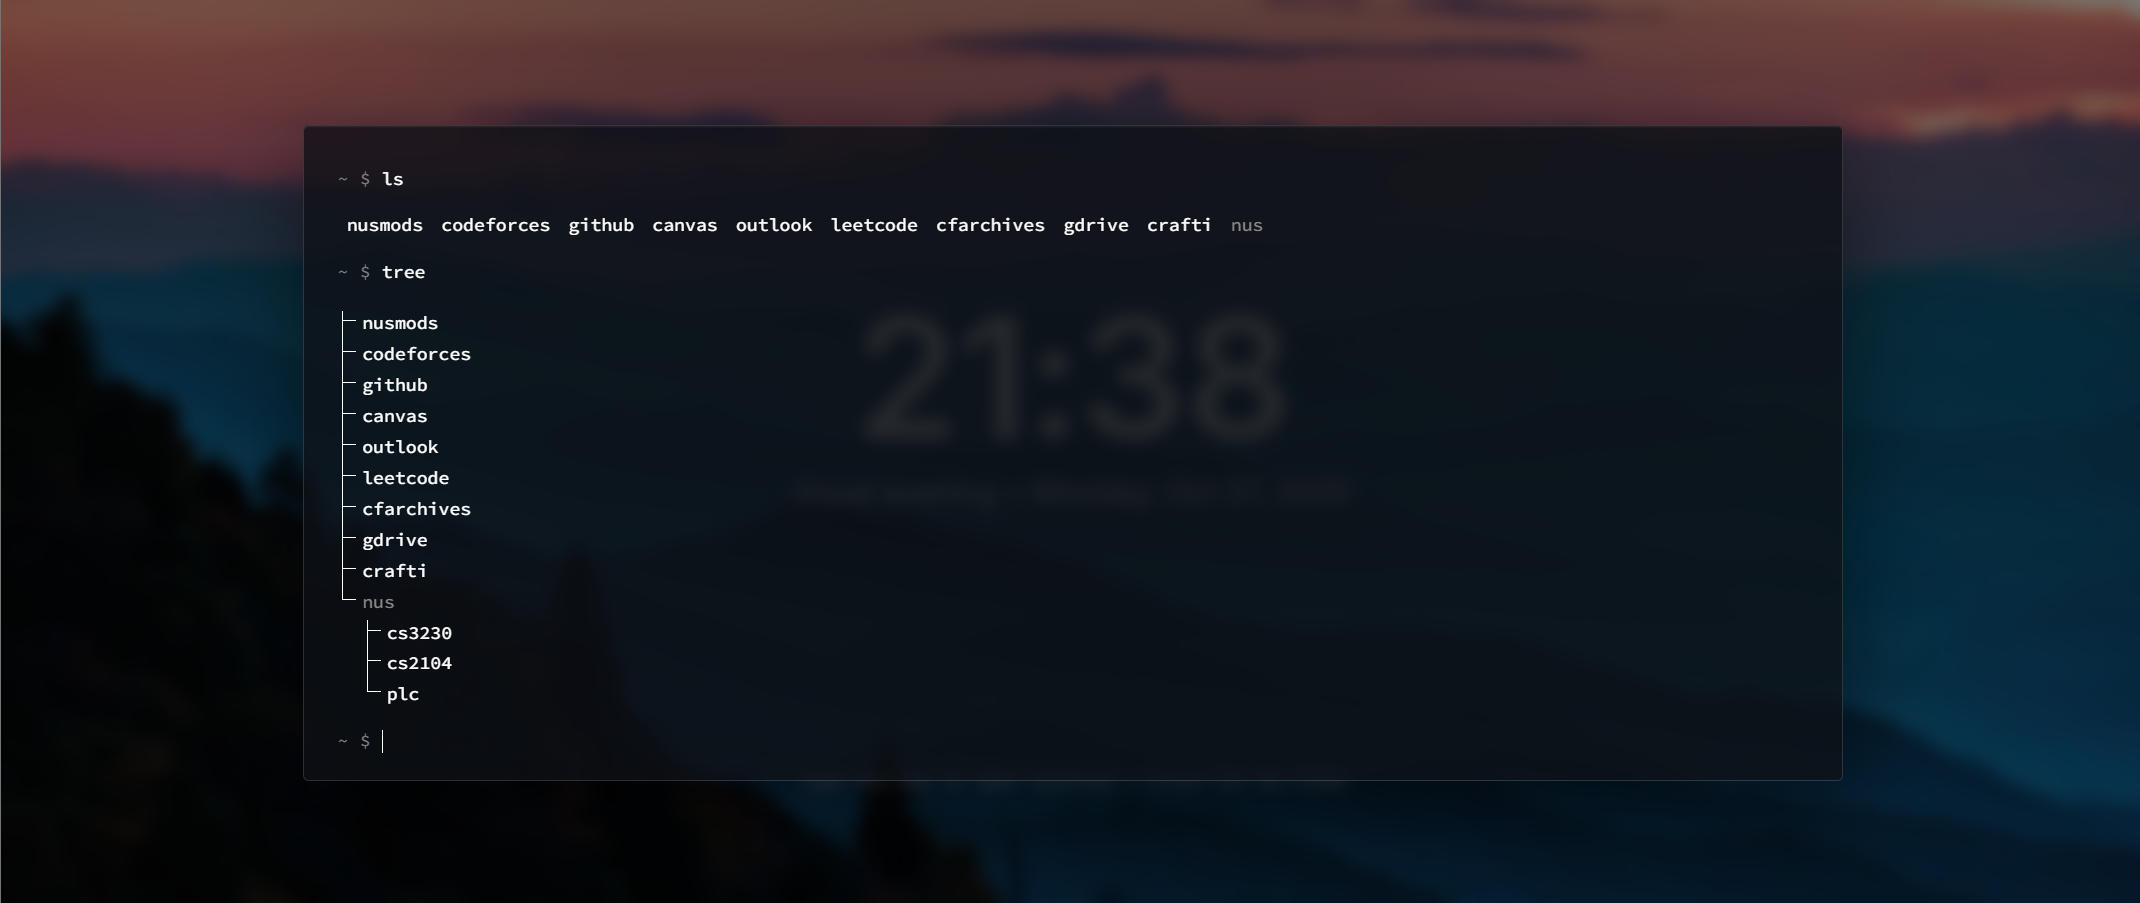 ~ $ ls
nusmods codeforces github canvas outlook leetcode cfarchives gdrive crafti nus
~ $ tree
nusmods
codeforces
github
canvas
outlook
leetcode
cfarchives
gdrive
crafti
nus
cs3230
cs2104
plc
~ $
21:38